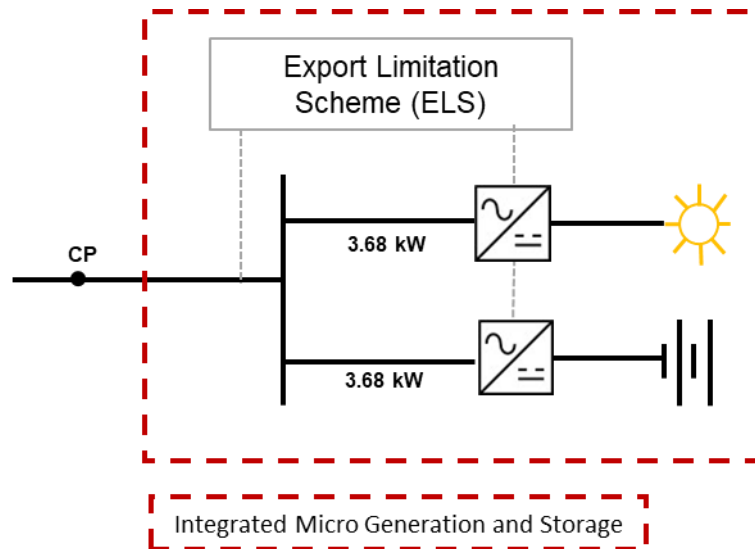 Export Limitation
Scheme (ELS)
3.68 kW
CP
3.68 kW
Integrated Micro Generation and Storage